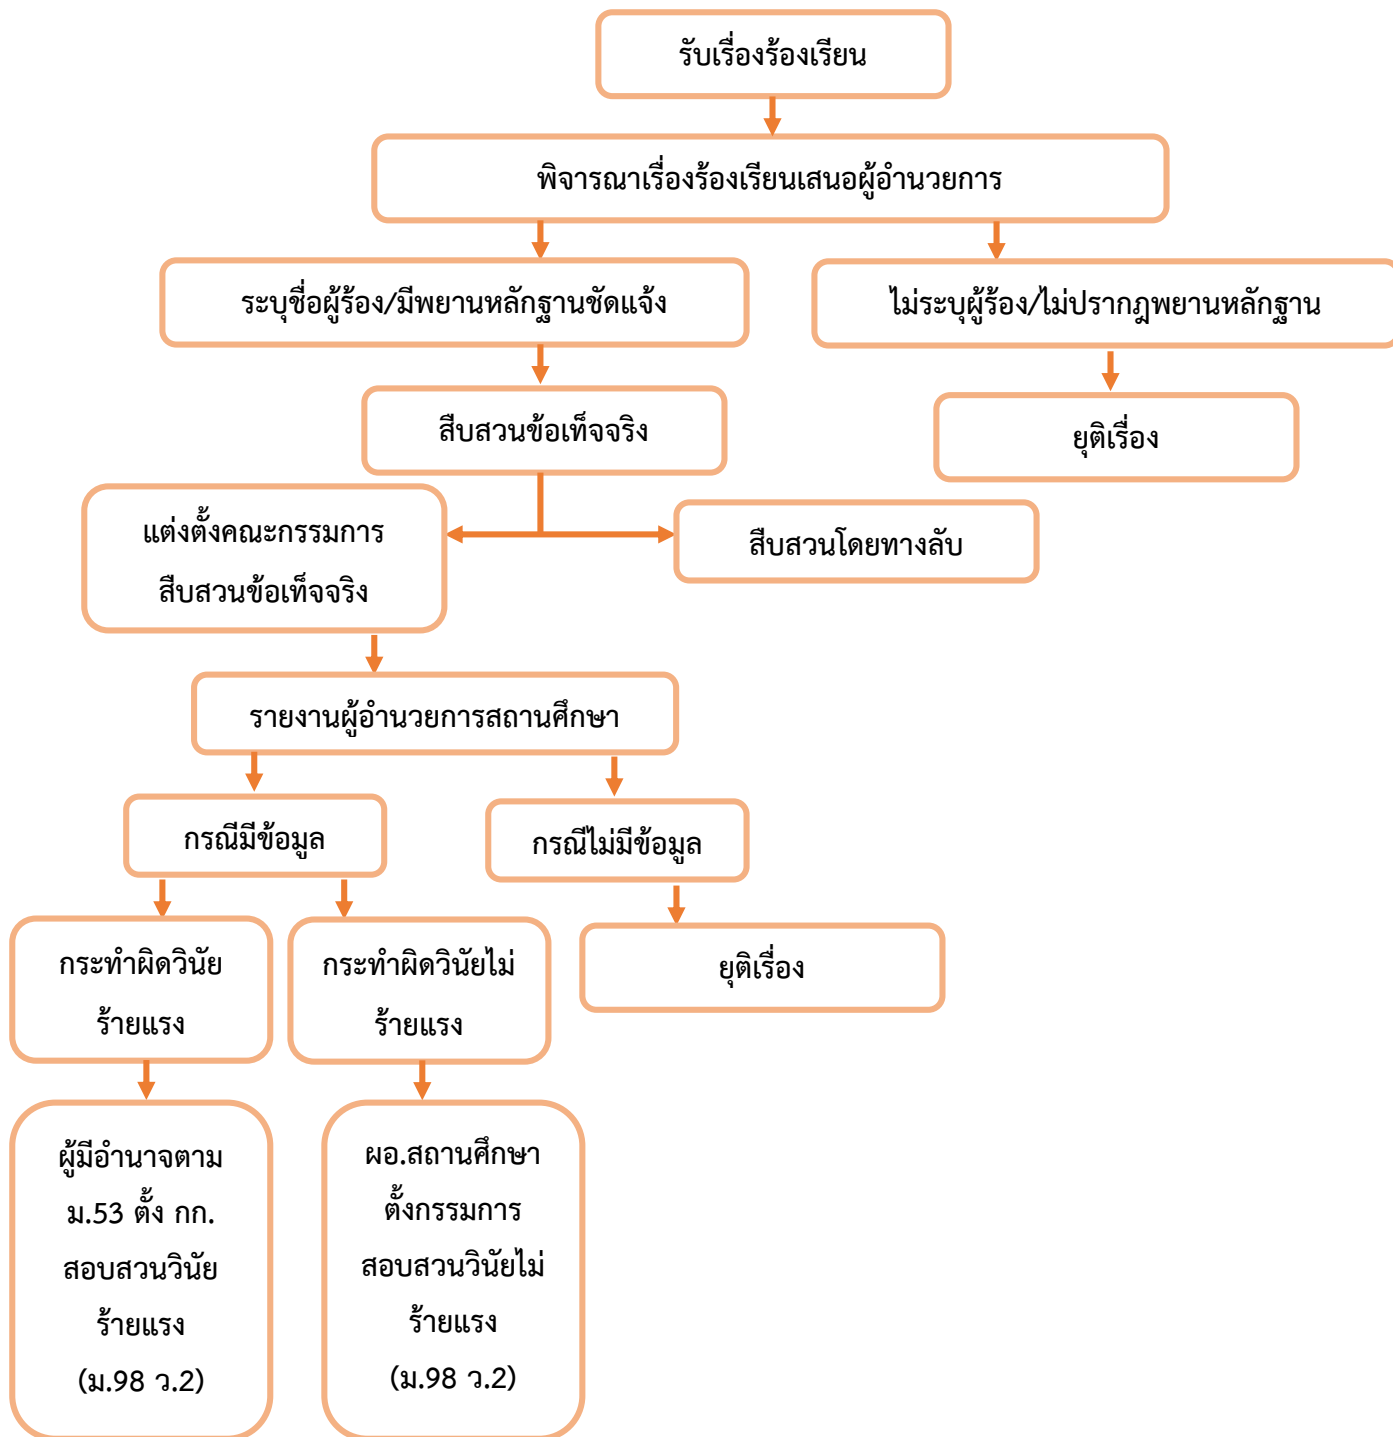 รับเรื่องร้องเรียน
พิจารณาเรื่องร้องเรียนเสนอผู้อำนวยการ
ระบุชื่อผู้ร้อง/มีพยานหลักฐานชัดแจ้ง
ไม่ระบุผู้ร้อง/ไม่ปรากฎพยานหลักฐาน
สืบสวนข้อเท็จจริง
ยุติเรื่อง
แต่งตั้งคณะกรรมการ
สืบสวนข้อเท็จจริง
สืบสวนโดยทางลับ
รายงานผู้อำนวยการสถานศึกษา
กรณีมีข้อมูล
กรณีไม่มีข้อมูล
กระทำผิดวินัย
ร้ายแรง
กระทำผิดวินัยไม่
ร้ายแรง
ยุติเรื่อง
ผู้มีอำนาจตาม
ม.53 ตั้ง กก.
สอบสวนวินัย
ร้ายแรง
(ม.98 ว.2)
ผอ.สถานศึกษา
ตั้งกรรมการ
สอบสวนวินัยไม่
ร้ายแรง
(ม.98 ว.2)